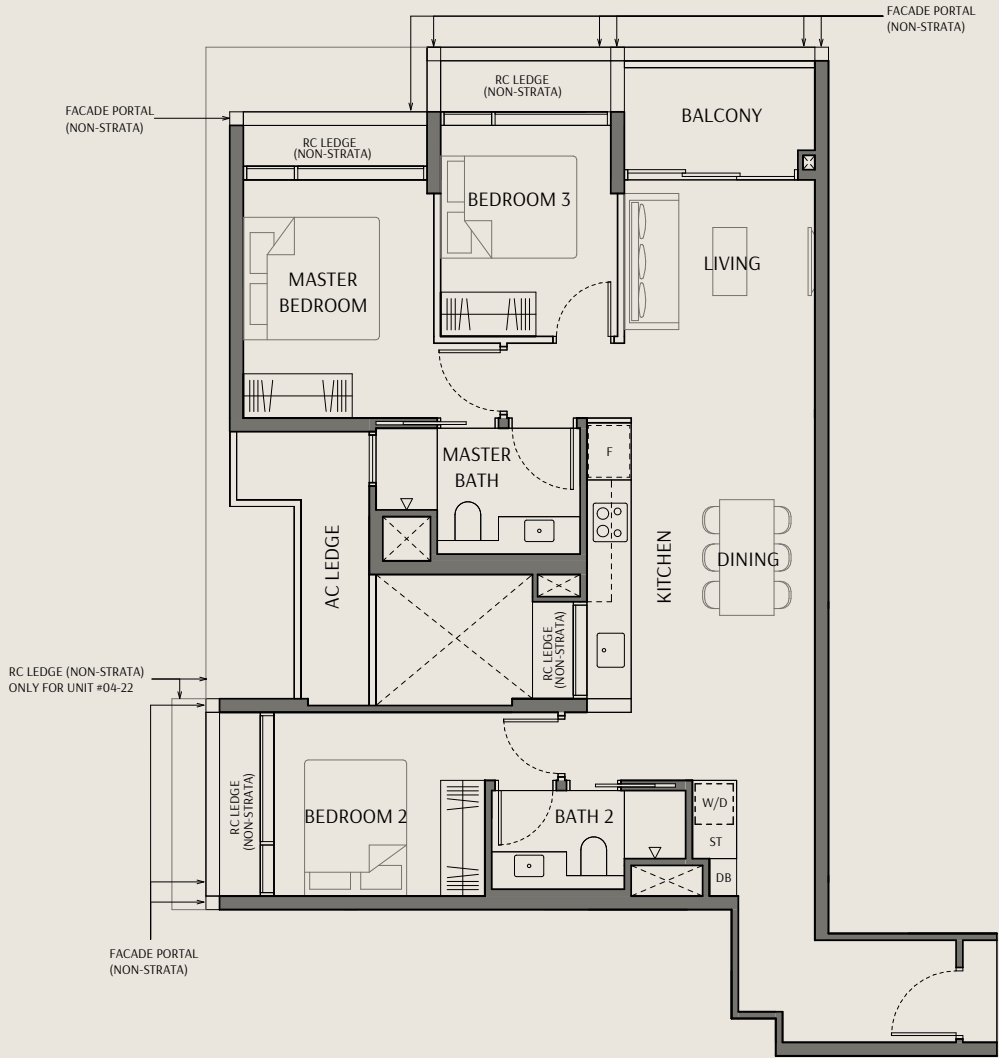 FACADE PORTAL
(NON-STRATA)
RC LEDGE
(NON-STRATA)
FACADE PORTAL
(NON-STRATA)
BALCONY
RC LEDGE
(NON-STRATA)
BEDROOM 3
MASTER
BEDROOM
LIVING
MASTER
BATH
F
AC LEDGE
KITCHEN
DINING
RC LEDGE
(NON-STRATA)
RC LEDGE (NON-STRATA)
ONLY FOR UNIT #04-22
RC LEDGE
(NON-STRATA)
BEDROOM 2
BATH 2
W/D
ST
DB
FACADE PORTAL
(NON-STRATA)